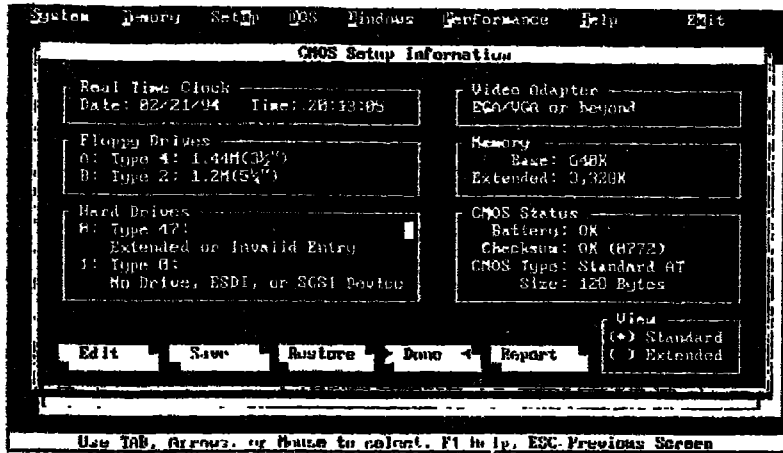 System Memory Setup DOS Windows Performance Help Exit
CMOS Setup Information
Real Time Clock
Date: 02/21/94 Time: 20:13:05
Floppy Drives
A: Type 4: 1.44M(3½")
B: Type 2: 1.2M(5¼")
Hard Drives
0: Type 47:
Extended or Invalid Entry
1: Type 0:
No Drive, ESDI, or SCSI Device
Video Adapter
EGA/VGA or beyond
Memory
Base: 640K
Extended: 3,328K
CMOS Status
Battery: OK
Checksum: OK (0772)
CMOS Type: Standard AT
Size: 128 Bytes
View
(•) Standard
( ) Extended
Edit Save Restore ► Done ◄ Report
Use TAB, Arrows, or Mouse to select. F1 Help, ESC-Previous Screen